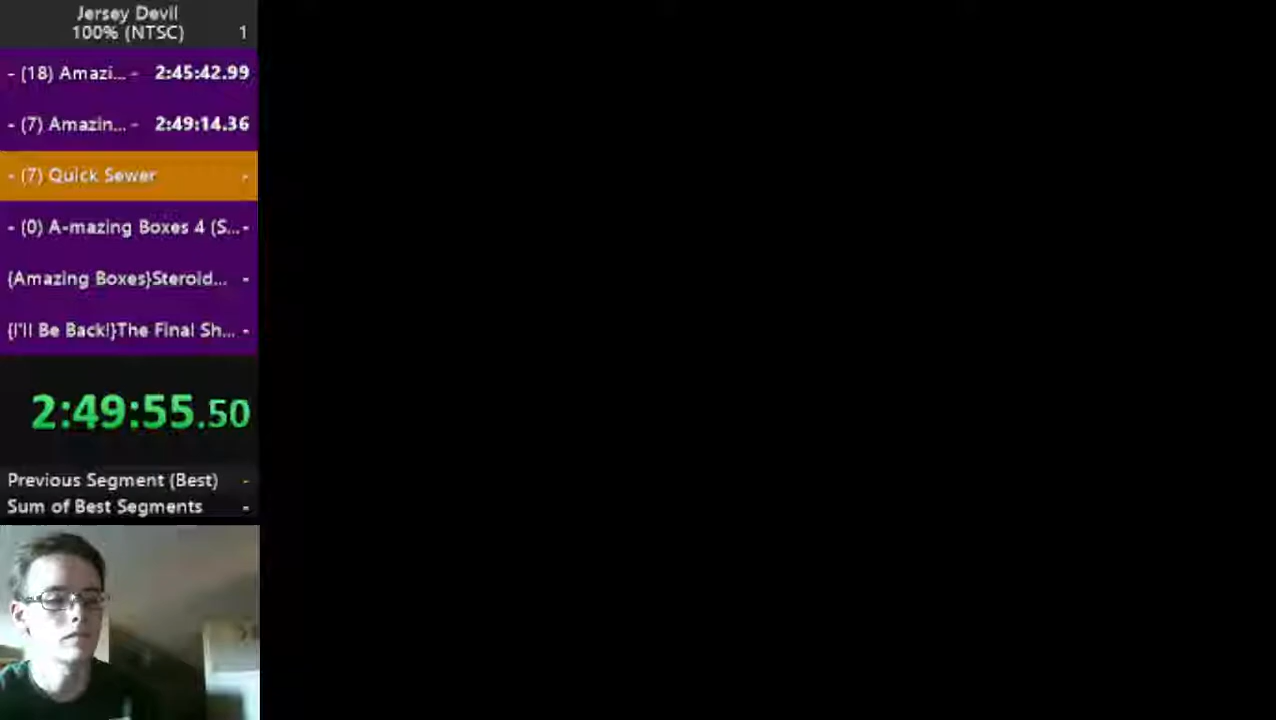 Jersey Devil
100% (NTSC) 1
- (18) Amazi... - 2:45:42.99
- (7) Amazin... - 2:49:14.36
- (7) Quick Sewer -
- (0) A-mazing Boxes 4 (S... -
{Amazing Boxes}Steroid... -
{I'll Be Back!}The Final Sh... -
2:49:55.50
Previous Segment (Best) -
Sum of Best Segments -